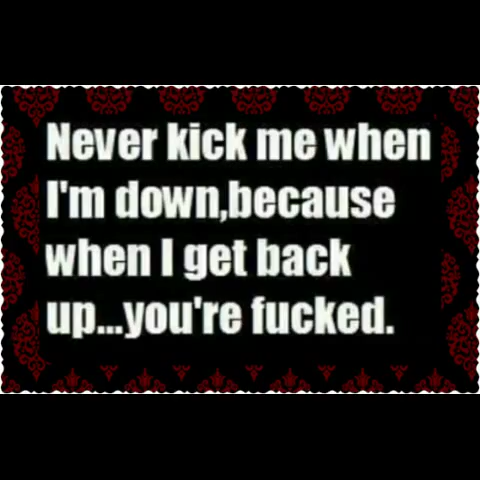 Never kick me when
I'm down,because
when I get back
up...you're fucked.